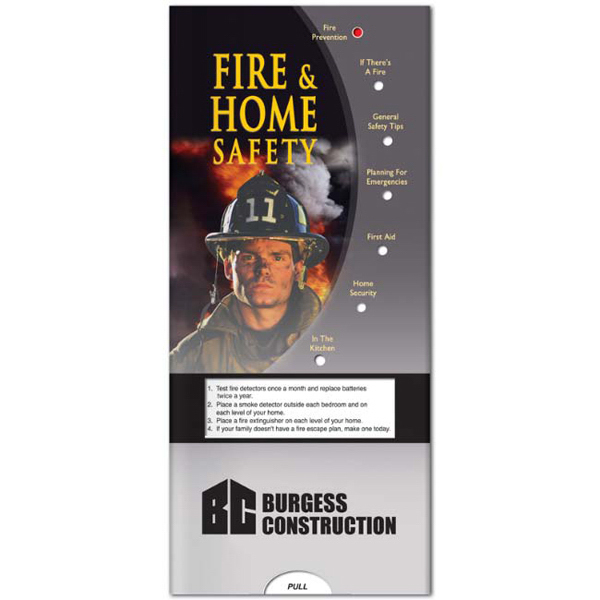 FIRE &
HOME
SAFETY
11
Fire
Prevention
If There's
A Fire
General
Safety Tips
Planning For
Emergencies
First Aid
Home
Security
In The
Kitchen
1. Test fire detectors once a month and replace batteries
twice a year.
2. Place a smoke detector outside each bedroom and on
each level of your home.
3. Place a fire extinguisher on each level of your home
4. If your family doesn't have a fire escape plan, make one today.
BC BURGESS
CONSTRUCTION
PULL